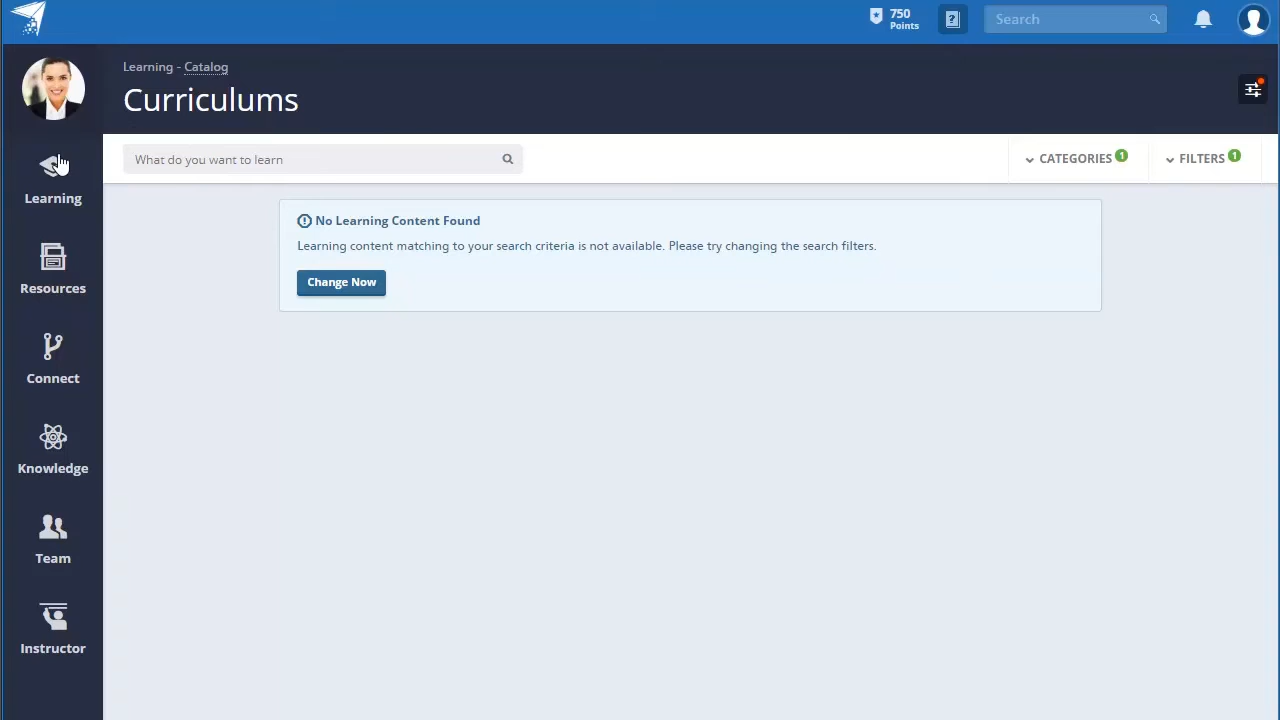 750
Points
Search
Learning - Catalog
Curriculums
What do you want to learn
CATEGORIES 1
FILTERS 1
Learning
No Learning Content Found
Learning content matching to your search criteria is not available. Please try changing the search filters.
Change Now
Resources
Connect
Knowledge
Team
Instructor